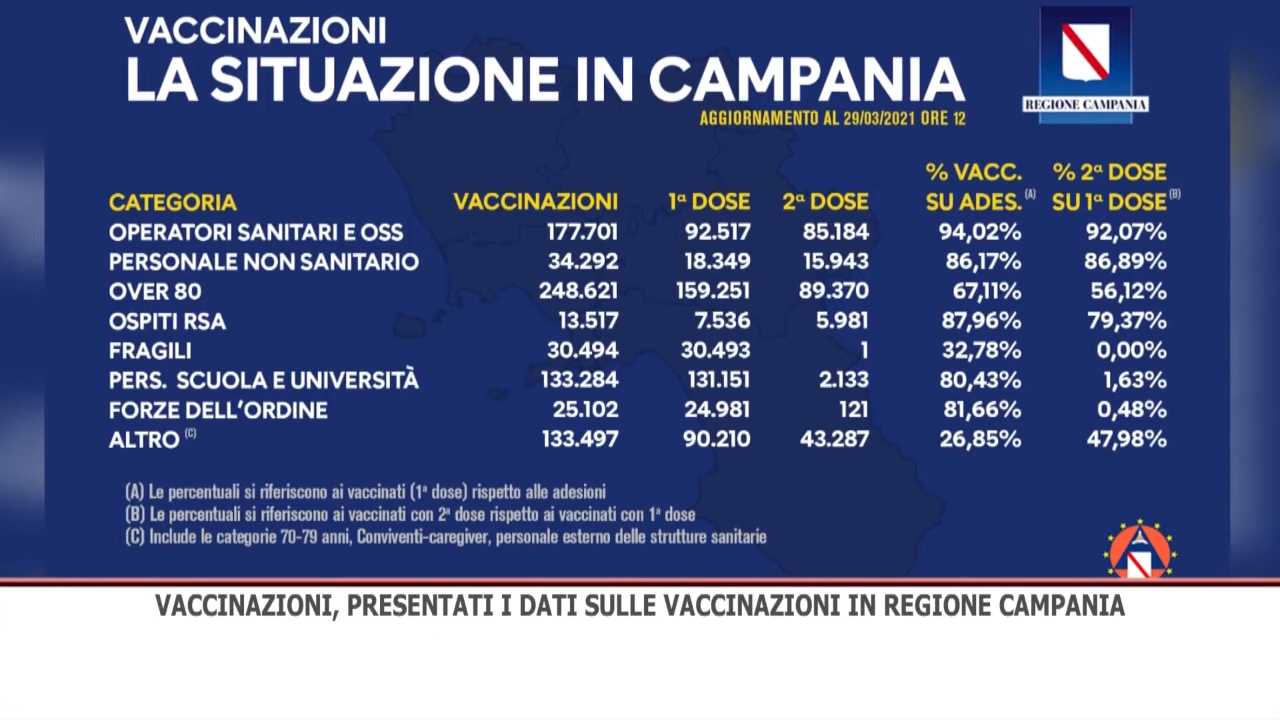 VACCINAZIONI
LA SITUAZIONE IN CAMPANIA
AGGIORNAMENTO AL 29/03/2021 ORE 12
REGIONE CAMPANIA
CATEGORIA VACCINAZIONI 1ª DOSE 2ª DOSE % VACC. SU ADES. (A) % 2ª DOSE SU 1ª DOSE (B)
OPERATORI SANITARI E OSS 177.701 92.517 85.184 94,02% 92,07%
PERSONALE NON SANITARIO 34.292 18.349 15.943 86,17% 86,89%
OVER 80 248.621 159.251 89.370 67,11% 56,12%
OSPITI RSA 13.517 7.536 5.981 87,96% 79,37%
FRAGILI 30.494 30.493 1 32,78% 0,00%
PERS. SCUOLA E UNIVERSITÀ 133.284 131.151 2.133 80,43% 1,63%
FORZE DELL'ORDINE 25.102 24.981 121 81,66% 0,48%
ALTRO (C) 133.497 90.210 43.287 26,85% 47,98%
(A) Le percentuali si riferiscono ai vaccinati (1ª dose) rispetto alle adesioni
(B) Le percentuali si riferiscono ai vaccinati con 2ª dose rispetto ai vaccinati con 1ª dose
(C) Include le categorie 70-79 anni, Conviventi-caregiver, personale esterno delle strutture sanitarie
VACCINAZIONI, PRESENTATI I DATI SULLE VACCINAZIONI IN REGIONE CAMPANIA